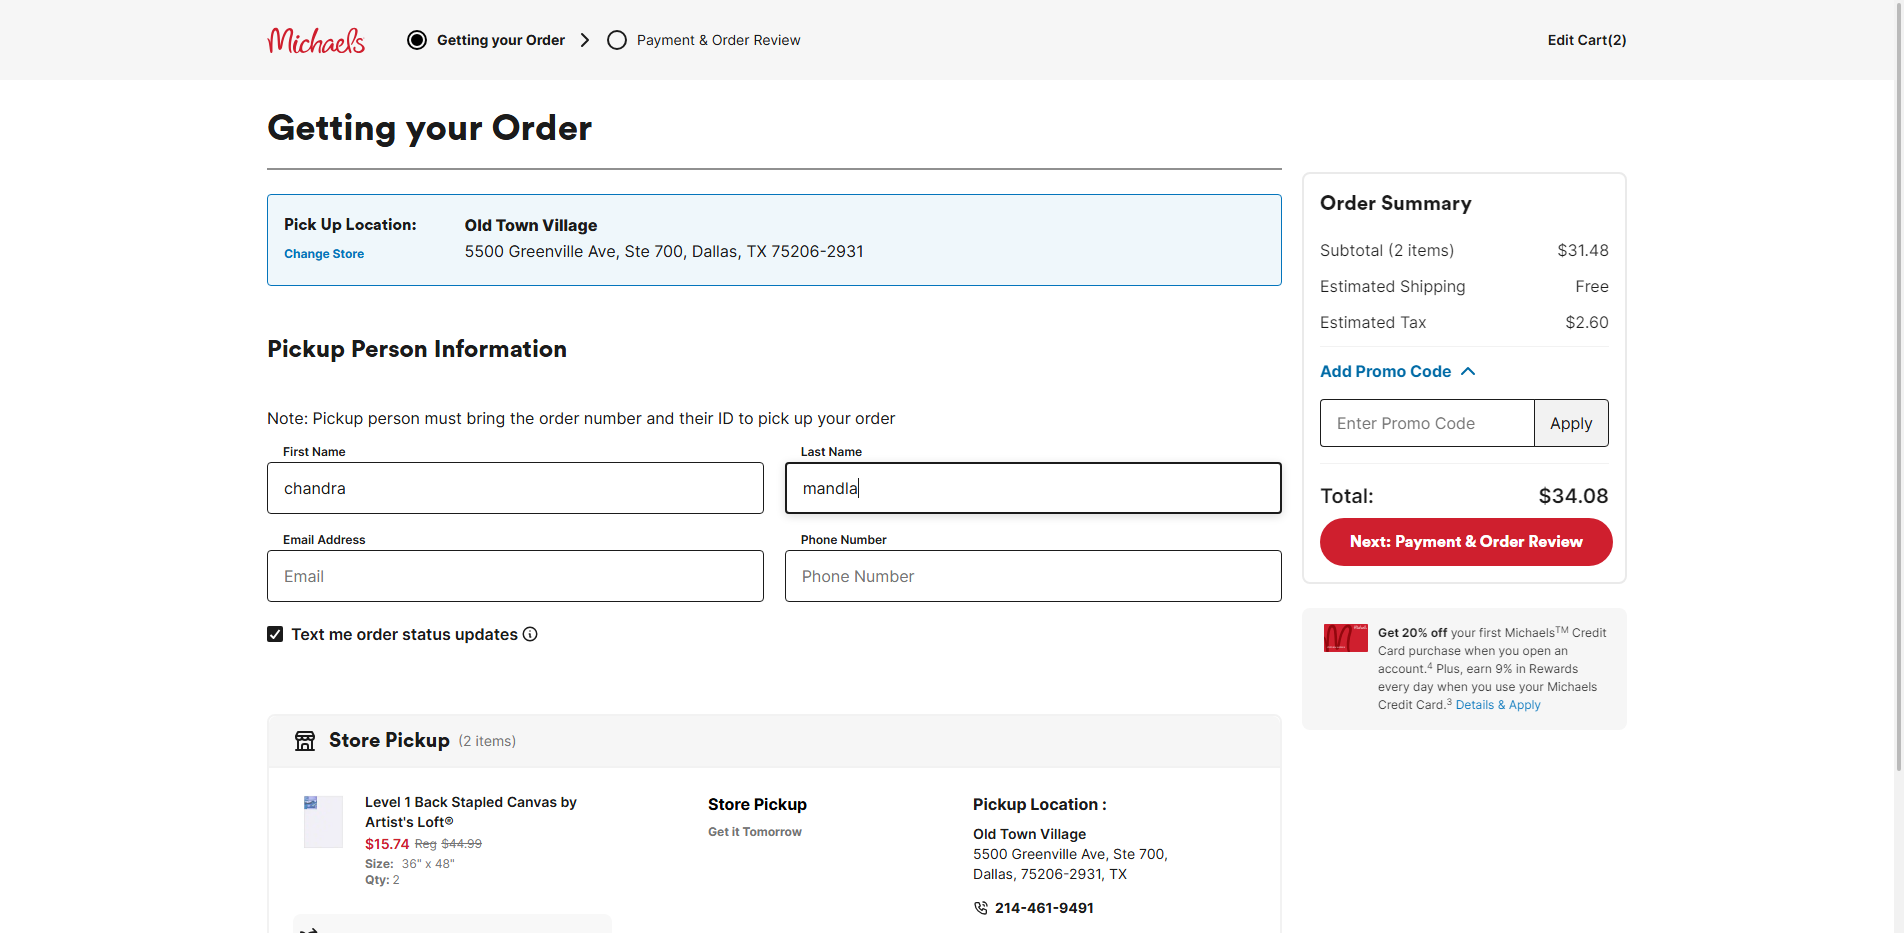 Michaels
Getting your Order
Payment & Order Review
Edit Cart(2)
Getting your Order
Pick Up Location:
Change Store
Old Town Village
5500 Greenville Ave, Ste 700, Dallas, TX 75206-2931
Pickup Person Information
Note: Pickup person must bring the order number and their ID to pick up your order
First Name
chandra
Last Name
mandla
Email Address
Email
Phone Number
Phone Number
Text me order status updates
Store Pickup (2 items)
Level 1 Back Stapled Canvas by
Artist's Loft®
$15.74 Reg $44.99
Size: 36" x 48"
Qty: 2
Store Pickup
Get it Tomorrow
Pickup Location :
Old Town Village
5500 Greenville Ave, Ste 700,
Dallas, 75206-2931, TX
214-461-9491
Order Summary
Subtotal (2 items) $31.48
Estimated Shipping Free
Estimated Tax $2.60
Add Promo Code
Enter Promo Code Apply
Total: $34.08
Next: Payment & Order Review
Get 20% off your first Michaels™ Credit
Card purchase when you open an
account.⁴ Plus, earn 9% in Rewards
every day when you use your Michaels
Credit Card.³ Details & Apply